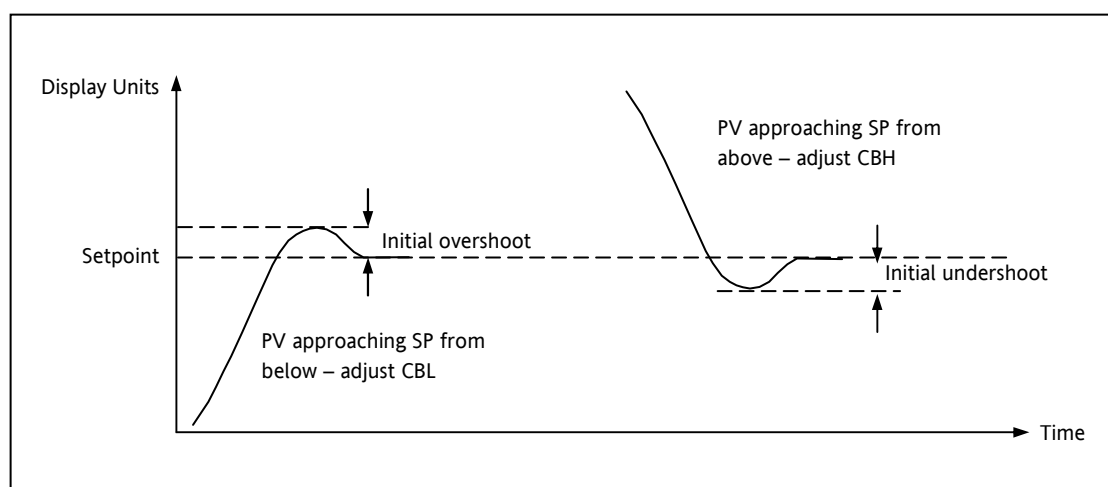 Display Units
PV approaching SP from
above – adjust CBH
Initial overshoot
Setpoint
Initial undershoot
PV approaching SP from
below – adjust CBL
Time